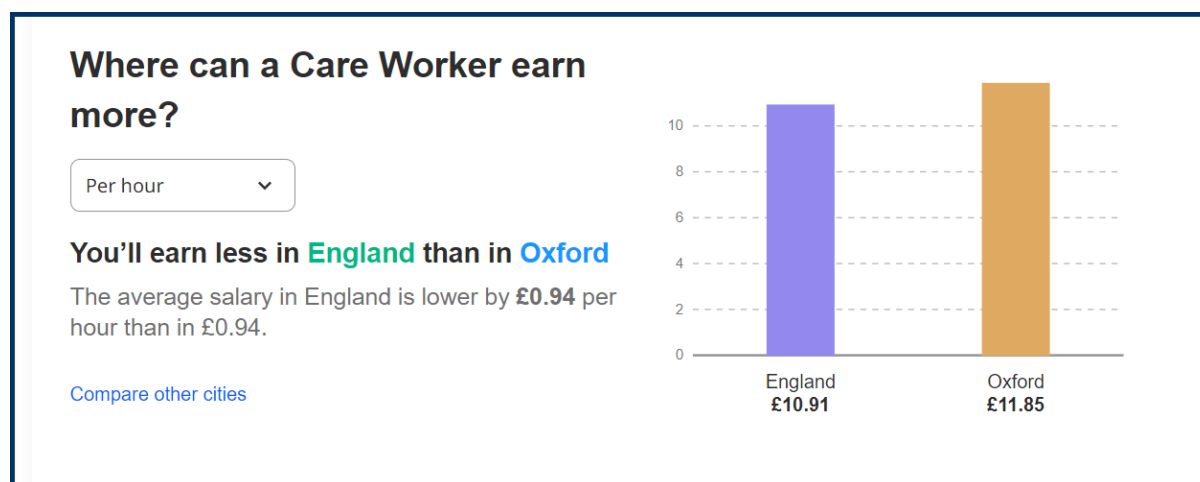 Where can a Care Worker earn
more?
Per hour
You’ll earn less in England than in Oxford
The average salary in England is lower by £0.94 per
hour than in £0.94.
Compare other cities
10
8
6
4
2
0
England
£10.91
Oxford
£11.85